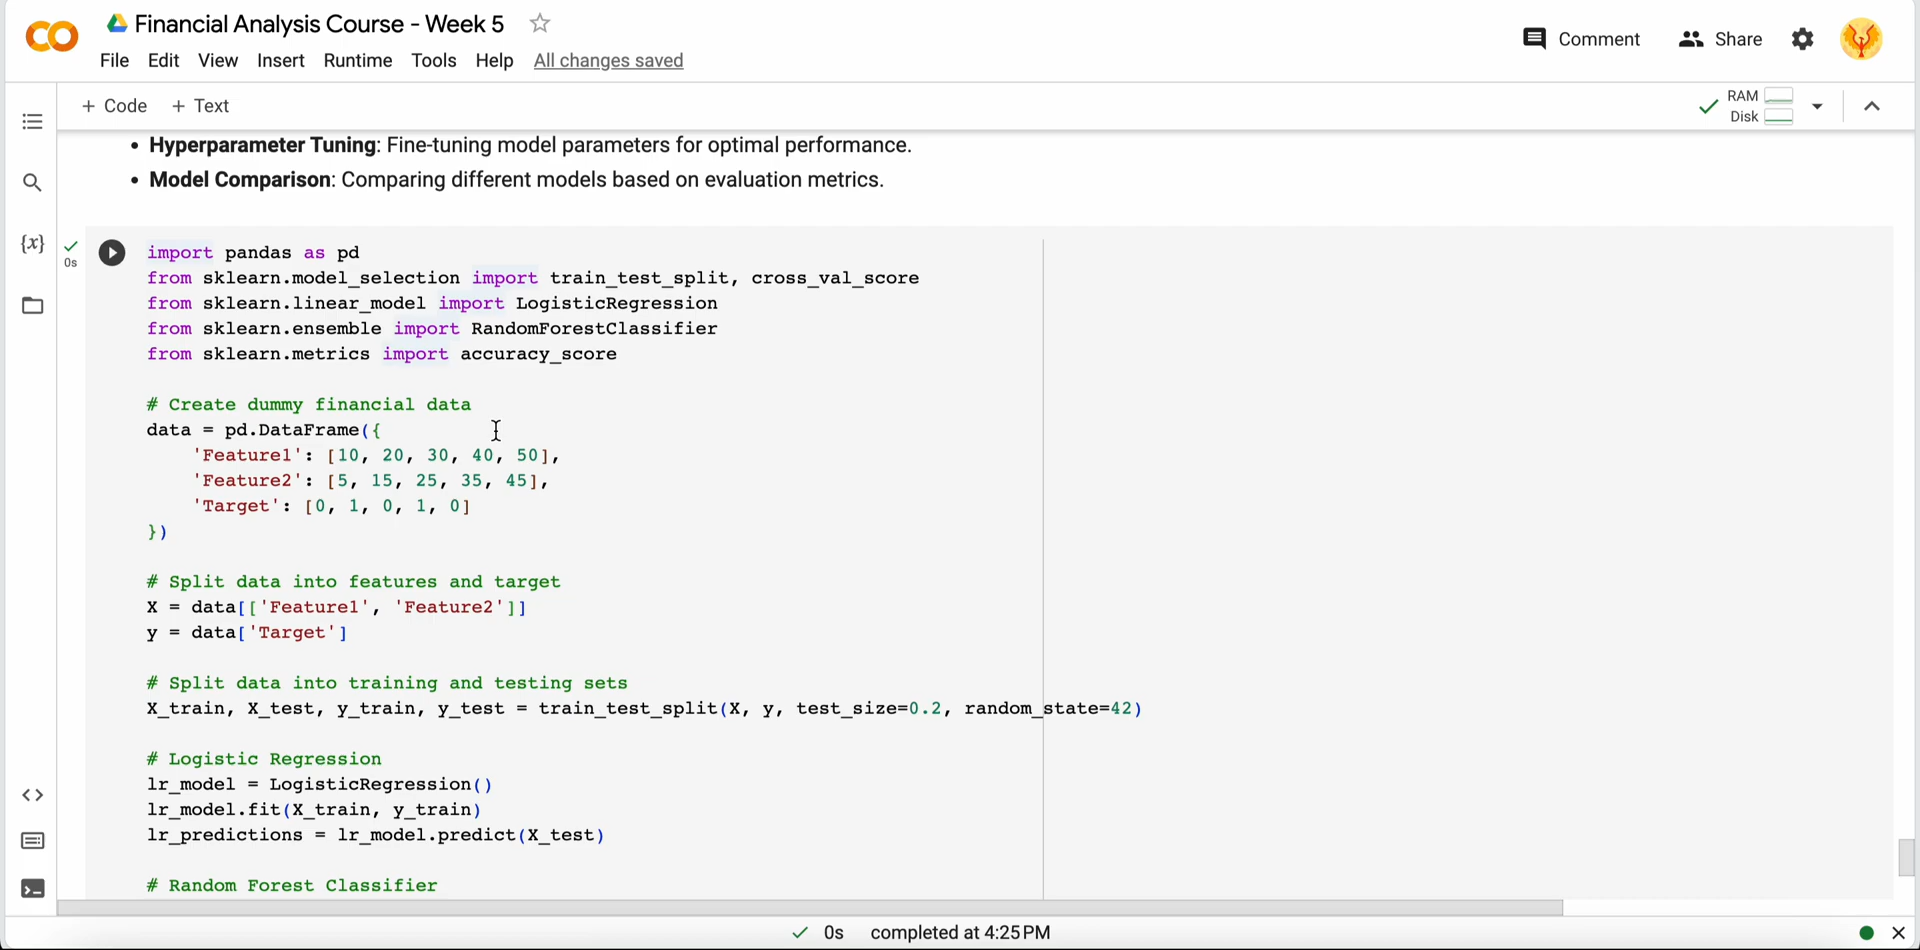 Financial Analysis Course - Week 5
Comment
Share
File Edit View Insert Runtime Tools Help All changes saved
+ Code + Text
RAM
Disk
• Hyperparameter Tuning: Fine-tuning model parameters for optimal performance.
• Model Comparison: Comparing different models based on evaluation metrics.
{x}
0s
import pandas as pd
from sklearn.model_selection import train_test_split, cross_val_score
from sklearn.linear_model import LogisticRegression
from sklearn.ensemble import RandomForestClassifier
from sklearn.metrics import accuracy_score
# Create dummy financial data
data = pd.DataFrame({
'Feature1': [10, 20, 30, 40, 50],
'Feature2': [5, 15, 25, 35, 45],
'Target': [0, 1, 0, 1, 0]
})
# Split data into features and target
X = data[['Feature1', 'Feature2']]
y = data['Target']
# Split data into training and testing sets
X_train, X_test, y_train, y_test = train_test_split(X, y, test_size=0.2, random_state=42)
# Logistic Regression
lr_model = LogisticRegression()
lr_model.fit(X_train, y_train)
lr_predictions = lr_model.predict(X_test)
# Random Forest Classifier
0s completed at 4:25 PM